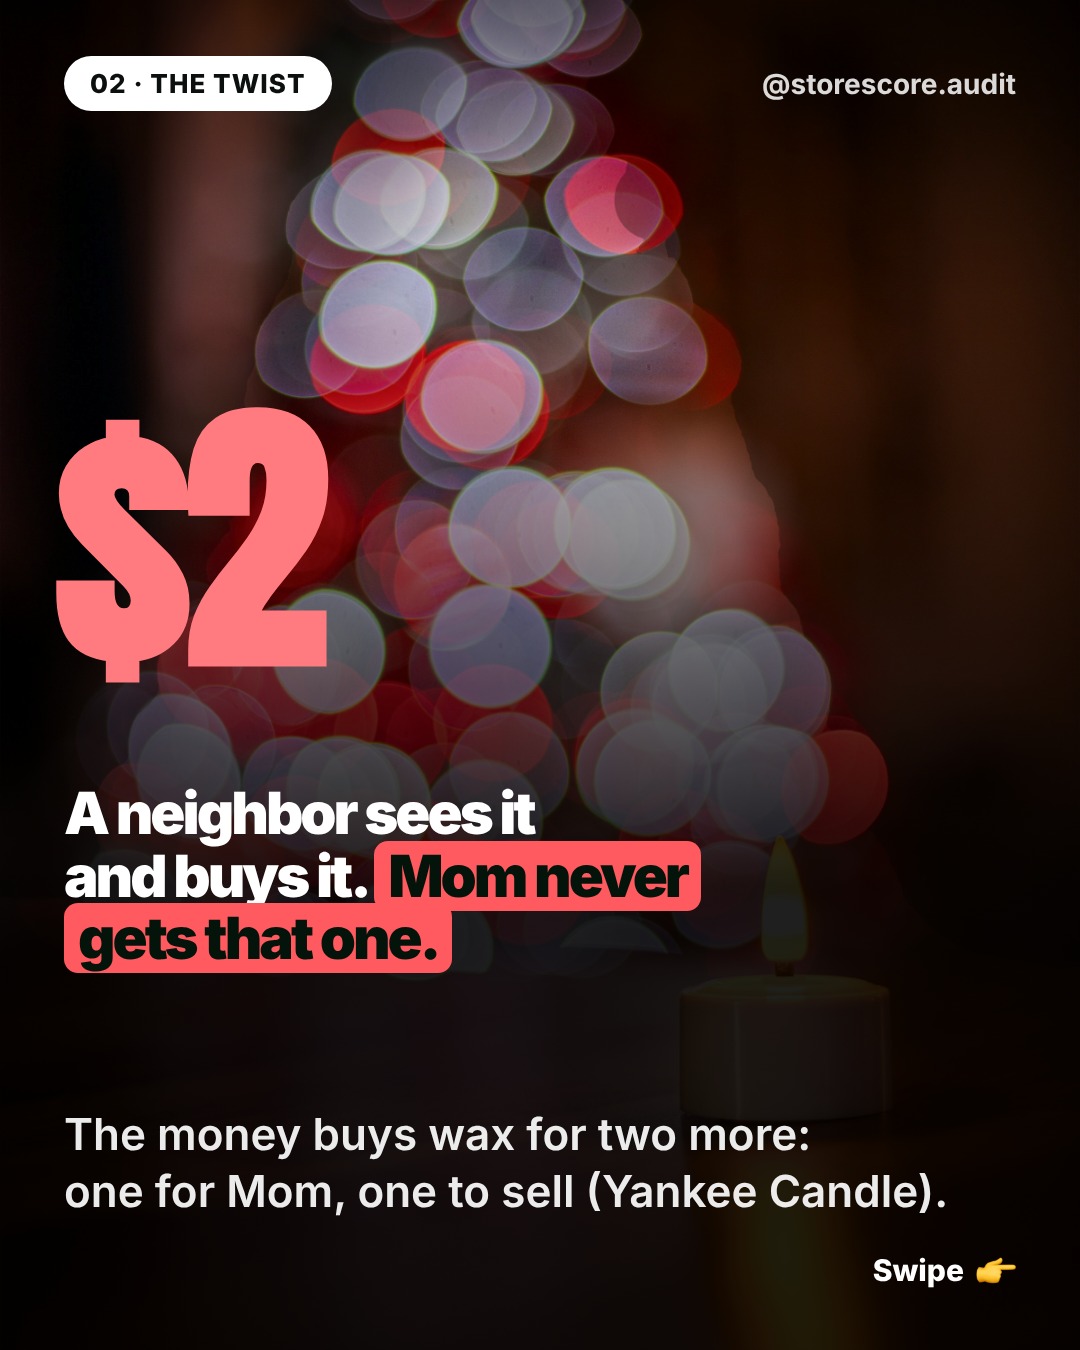 02 · THE TWIST
@storescore.audit
$2
A neighbor sees it
and buys it. Mom never
gets that one.
The money buys wax for two more:
one for Mom, one to sell (Yankee Candle).
Swipe 👉